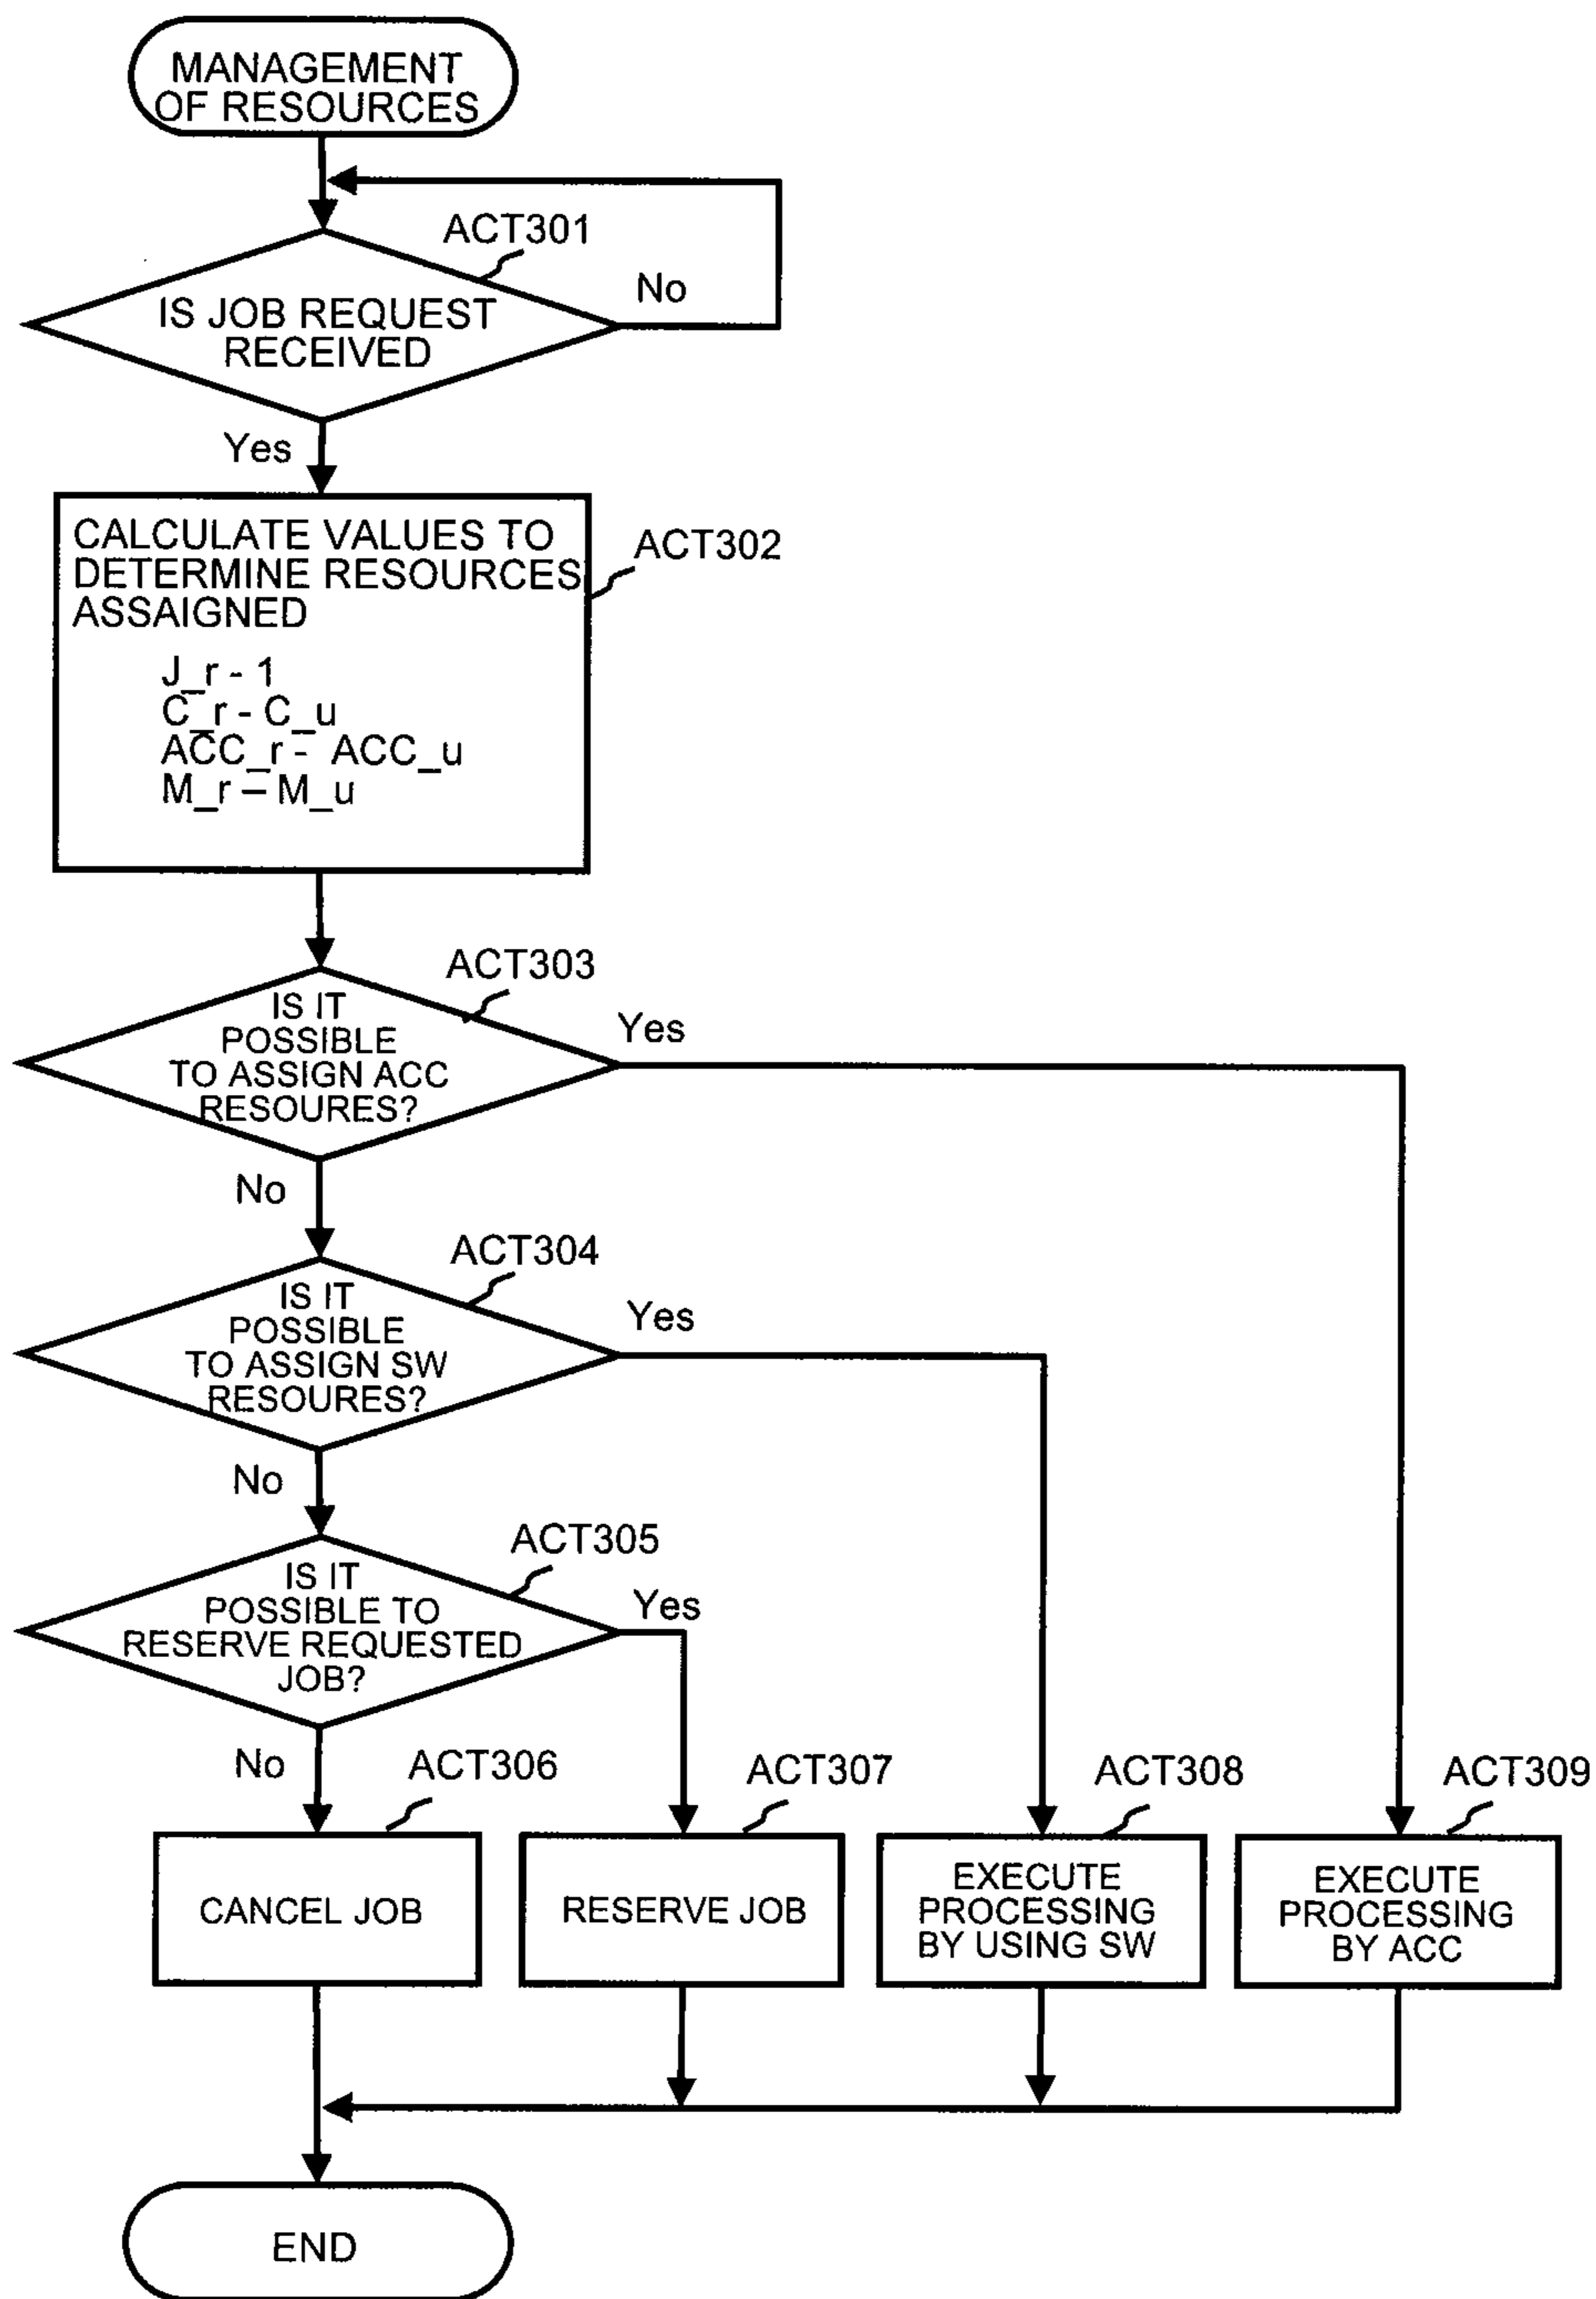 MANAGEMENT
OF RESOURCES
ACT301
No
IS JOB REQUEST
RECEIVED
Yes
CALCULATE VALUES TO
DETERMINE RESOURCES
ASSAIGNED
ACT302
J_r - 1
C_r - C_u
ACC_r - ACC_u
M_r – M_u
ACT303
IS IT
POSSIBLE
TO ASSIGN ACC
RESOURES?
Yes
No
ACT304
IS IT
POSSIBLE
TO ASSIGN SW
RESOURES?
Yes
No
ACT305
IS IT
POSSIBLE TO
RESERVE REQUESTED
JOB?
Yes
No
ACT306
ACT307
ACT308
ACT309
CANCEL JOB
RESERVE JOB
EXECUTE
PROCESSING
BY USING SW
EXECUTE
PROCESSING
BY ACC
END